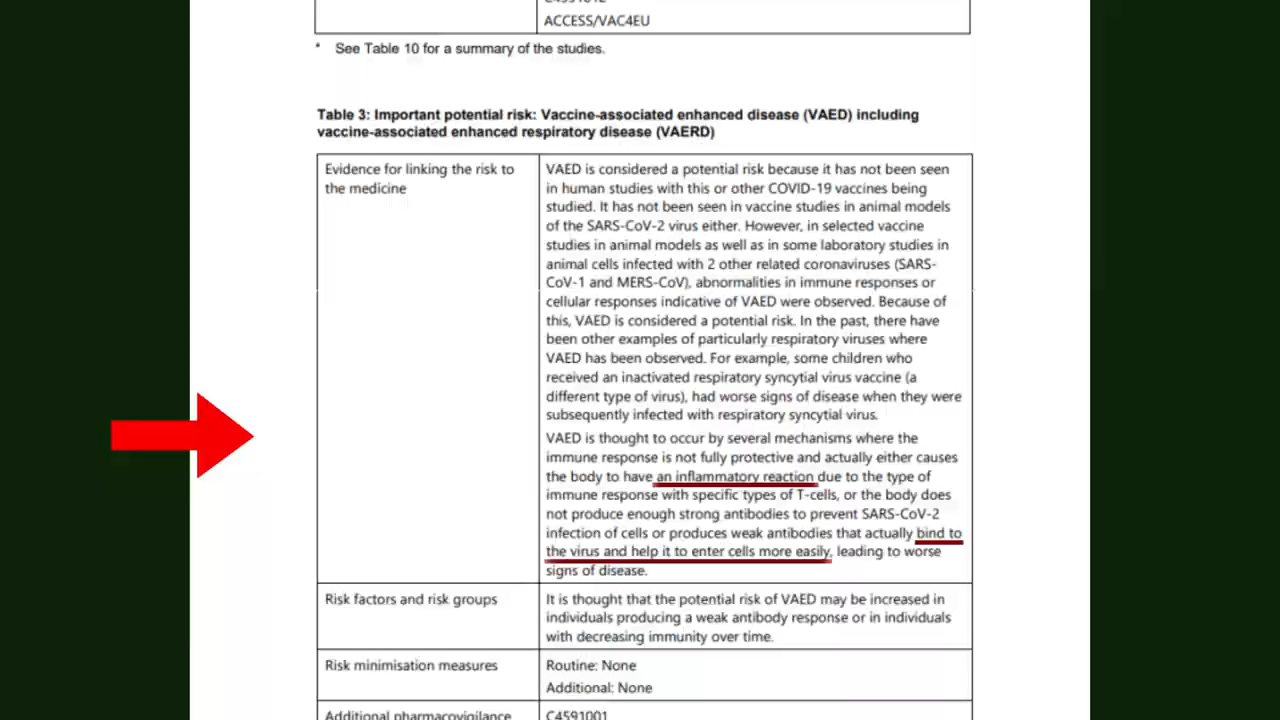 ACCESS/VAC4EU
* See Table 10 for a summary of the studies.
Table 3: Important potential risk: Vaccine-associated enhanced disease (VAED) including
vaccine-associated enhanced respiratory disease (VAERD)
Evidence for linking the risk to
the medicine
VAED is considered a potential risk because it has not been seen
in human studies with this or other COVID-19 vaccines being
studied. It has not been seen in vaccine studies in animal models
of the SARS-CoV-2 virus either. However, in selected vaccine
studies in animal models as well as in some laboratory studies in
animal cells infected with 2 other related coronaviruses (SARS-
CoV-1 and MERS-CoV), abnormalities in immune responses or
cellular responses indicative of VAED were observed. Because of
this, VAED is considered a potential risk. In the past, there have
been other examples of particularly respiratory viruses where
VAED has been observed. For example, some children who
received an inactivated respiratory syncytial virus vaccine (a
different type of virus), had worse signs of disease when they were
subsequently infected with respiratory syncytial virus.
VAED is thought to occur by several mechanisms where the
immune response is not fully protective and actually either causes
the body to have an inflammatory reaction due to the type of
immune response with specific types of T-cells, or the body does
not produce enough strong antibodies to prevent SARS-CoV-2
infection of cells or produces weak antibodies that actually bind to
the virus and help it to enter cells more easily, leading to worse
signs of disease.
Risk factors and risk groups
It is thought that the potential risk of VAED may be increased in
individuals producing a weak antibody response or in individuals
with decreasing immunity over time.
Risk minimisation measures
Routine: None
Additional: None
Additional pharmacovigilance
C4591001